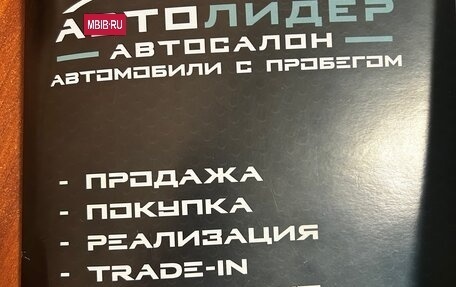 MBIB.RU
АВТОЛИДЕР
АВТОСАЛОН
АВТОМОБИЛИ С ПРОБЕГОМ
- ПРОДАЖА
- ПОКУПКА
- РЕАЛИЗАЦИЯ
- TRADE-IN